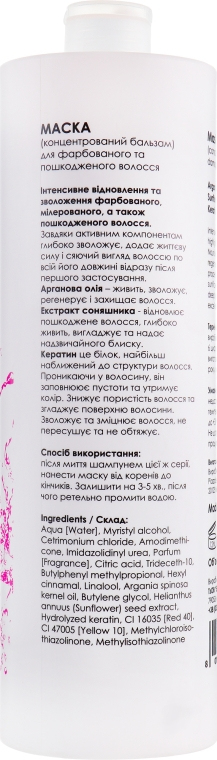 МАСКА
(концентрований бальзам)
для фарбованого та
пошкодженого волосся
Інтенсивне відновлення та
зволоження фарбованого,
мілерованого, а також
пошкодженого волосся.
Завдяки активним компонентам
глибоко зволожує, додає життєву
силу і сяючий вигляд волоссю по
всій його довжині відразу після
першого застосування.
Арганова олія – живить, зволожує,
регенерує і захищає волосся.
Екстракт соняшника - відновлює
пошкоджене волосся, глибоко
живить, вигладжує та надає
надзвичайного блиску.
Кератин це білок, найбільш
наближений до структури волосся.
Проникаючи у волосину, він
заповнюює пустоти та утримує
колір. Знижує пористість волосся та
згладжує поверхню волосини.
Зволожує та зміцнює волосся, не
пересушує та не обтяжує.
Спосіб використання:
після миття шампунем цієї ж серії,
нанести маску від коренів до
кінчиків. Залишити на 3-5 хв., після
чого ретельно промити водою.
Ingredients / Склад:
Aqua [Water], Myristyl alcohol,
Cetrimonium chloride, Amodimethi-
cone, Imidazolidinyl urea, Parfum
[Fragrance], Citric acid, Trideceth-10,
Butylphenyl methylpropional, Hexyl
cinnamal, Linalool, Argania spinosa
kernel oil, Butylene glycol, Helianthus
annuus (Sunflower) seed extract,
Hydrolyzed keratin, CI 16035 (Red 40),
CI 47005 [Yellow 10], Methylchloroiso-
thiazolinone, Methylisothiazolinone